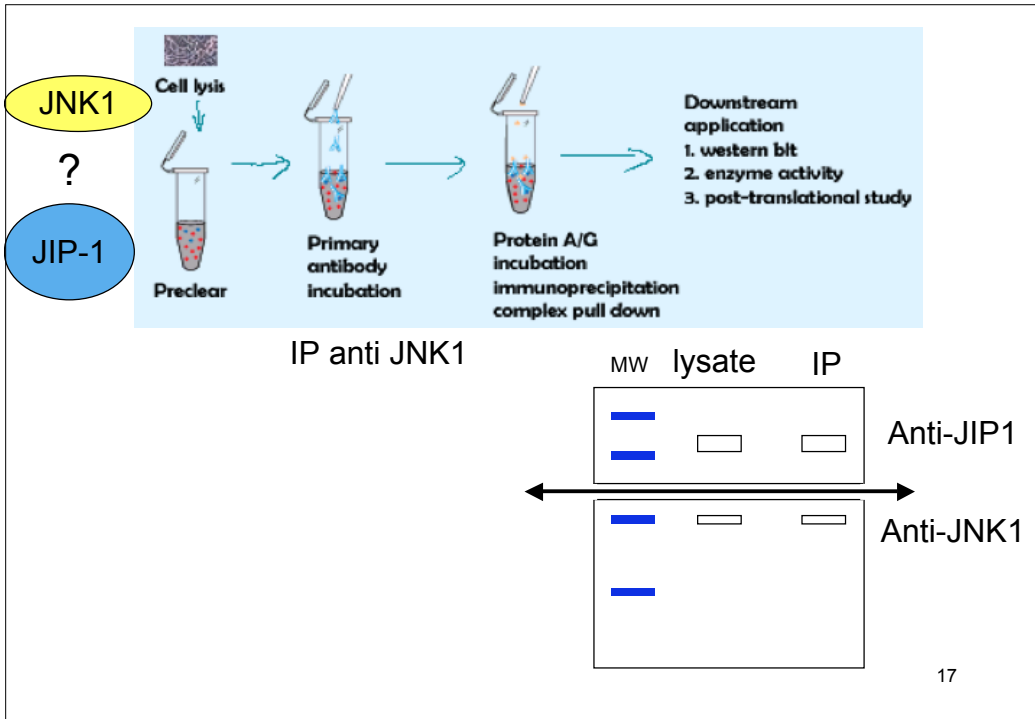 JNK1
?
JIP-1
Cell lysis
Preclear
Primary
antibody
incubation
Protein A/G
incubation
immunoprecipitation
complex pull down
Downstream
application
1. western blt
2. enzyme activity
3. post-translational study
IP anti JNK1
MW lysate IP
Anti-JIP1
Anti-JNK1
17